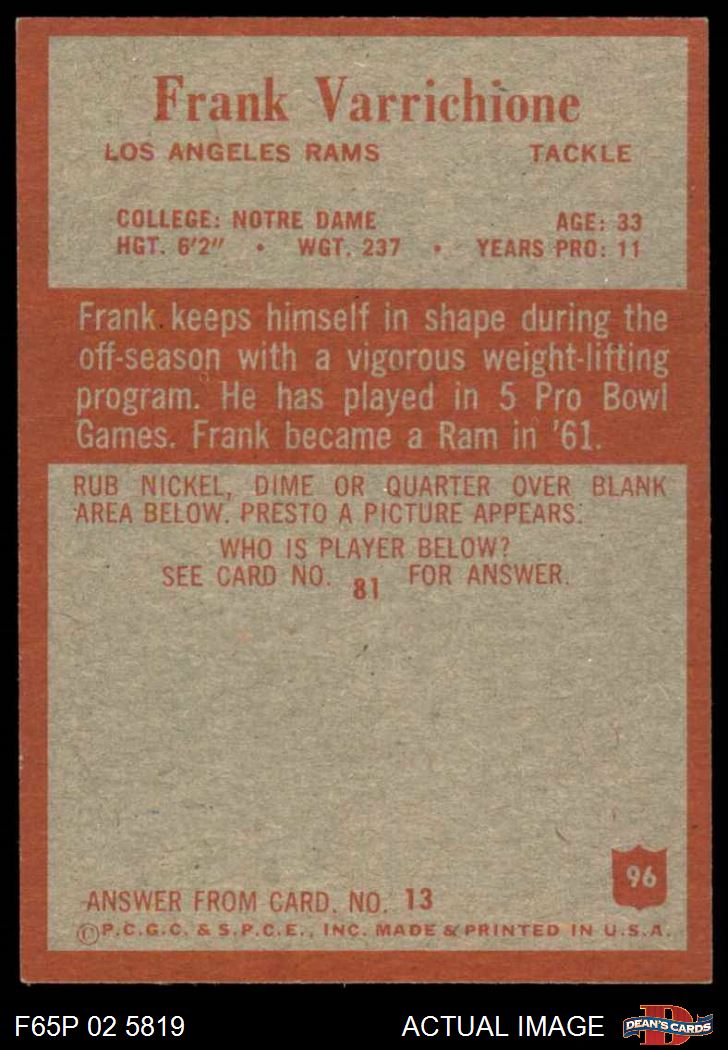 Frank Varrichione
LOS ANGELES RAMS TACKLE
COLLEGE: NOTRE DAME AGE: 33
HGT. 6'2" • WGT. 237 • YEARS PRO: 11
Frank keeps himself in shape during the
off-season with a vigorous weight-lifting
program. He has played in 5 Pro Bowl
Games. Frank became a Ram in '61.
RUB NICKEL, DIME OR QUARTER OVER BLANK
AREA BELOW. PRESTO A PICTURE APPEARS.
WHO IS PLAYER BELOW?
SEE CARD NO. 81 FOR ANSWER.
96
ANSWER FROM CARD. NO. 13
©P.C.G.C. & S.P.C.E., INC. MADE & PRINTED IN U.S.A.
F65P 02 5819 ACTUAL IMAGE D DEAN'S CARDS